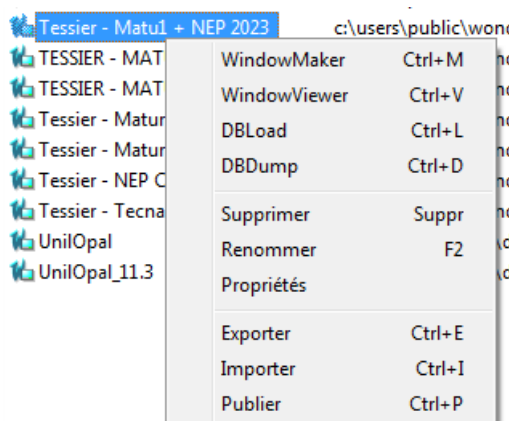 Tessier - Matu1 + NEP 2023 c:\users\public\wond
TESSIER - MAT
TESSIER - MAT
Tessier - Matur
Tessier - Matur
Tessier - NEP C
Tessier - Tecna
UnilOpal
UnilOpal_11.3
WindowMaker Ctrl+M
WindowViewer Ctrl+V
DBLoad Ctrl+L
DBDump Ctrl+D
Supprimer Suppr
Renommer F2
Propriétés
Exporter Ctrl+E
Importer Ctrl+I
Publier Ctrl+P